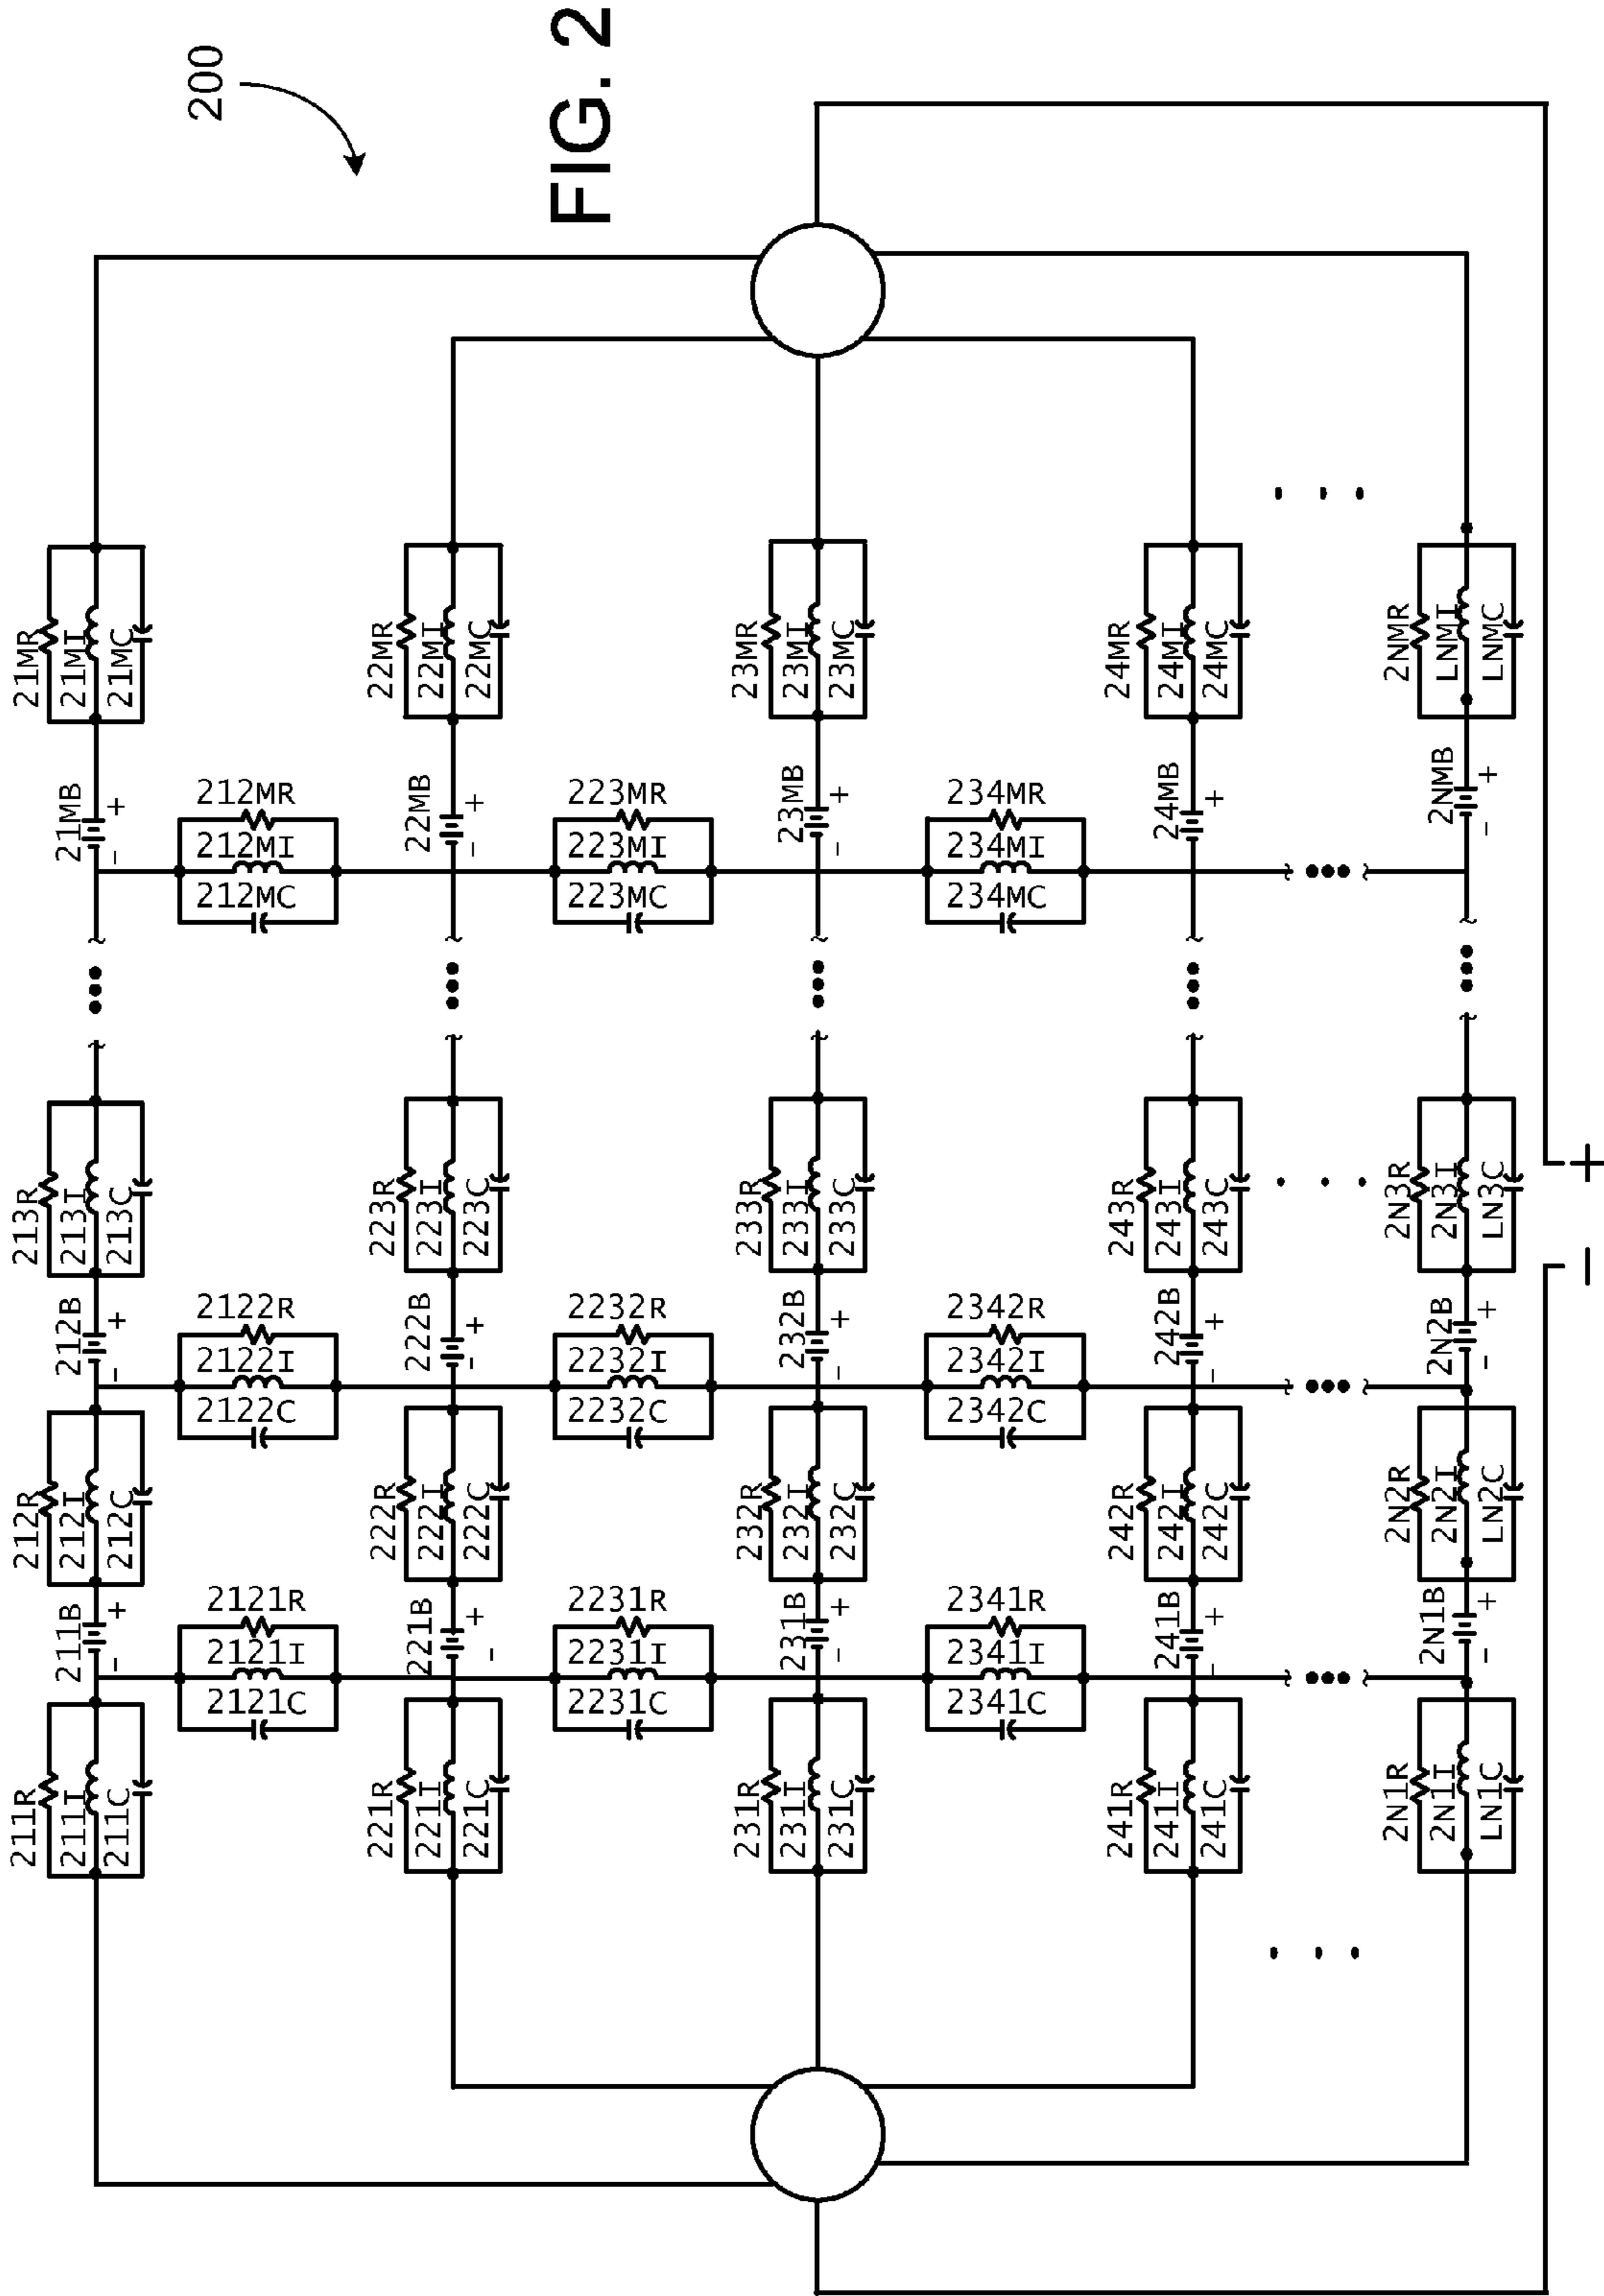 200
FIG. 2
21MR
21MI
21MC
22MR
22MI
22MC
23MR
23MI
23MC
24MR
24MI
24MC
2NMR
LNMI
LNMC
21MB
+
-
22MB
+
-
23MB
+
-
24MB
+
-
2NMB
+
-
212MR
212MI
212MC
223MR
223MI
223MC
234MR
234MI
234MC
213R
213I
213C
223R
223I
223C
233R
233I
233C
243R
243I
243C
2N3R
2N3I
LN3C
212B
+
-
222B
+
-
232B
+
-
242B
+
-
2N2B
+
-
2122R
2122I
2122C
2232R
2232I
2232C
2342R
2342I
2342C
212R
212I
212C
222R
222I
222C
232R
232I
232C
242R
242I
242C
2N2R
2N2I
LN2C
211B
+
-
221B
+
-
231B
+
-
241B
+
-
2N1B
+
-
2121R
2121I
2121C
2231R
2231I
2231C
2341R
2341I
2341C
211R
211I
211C
221R
221I
221C
231R
231I
231C
241R
241I
241C
2N1R
2N1I
LN1C
+
-